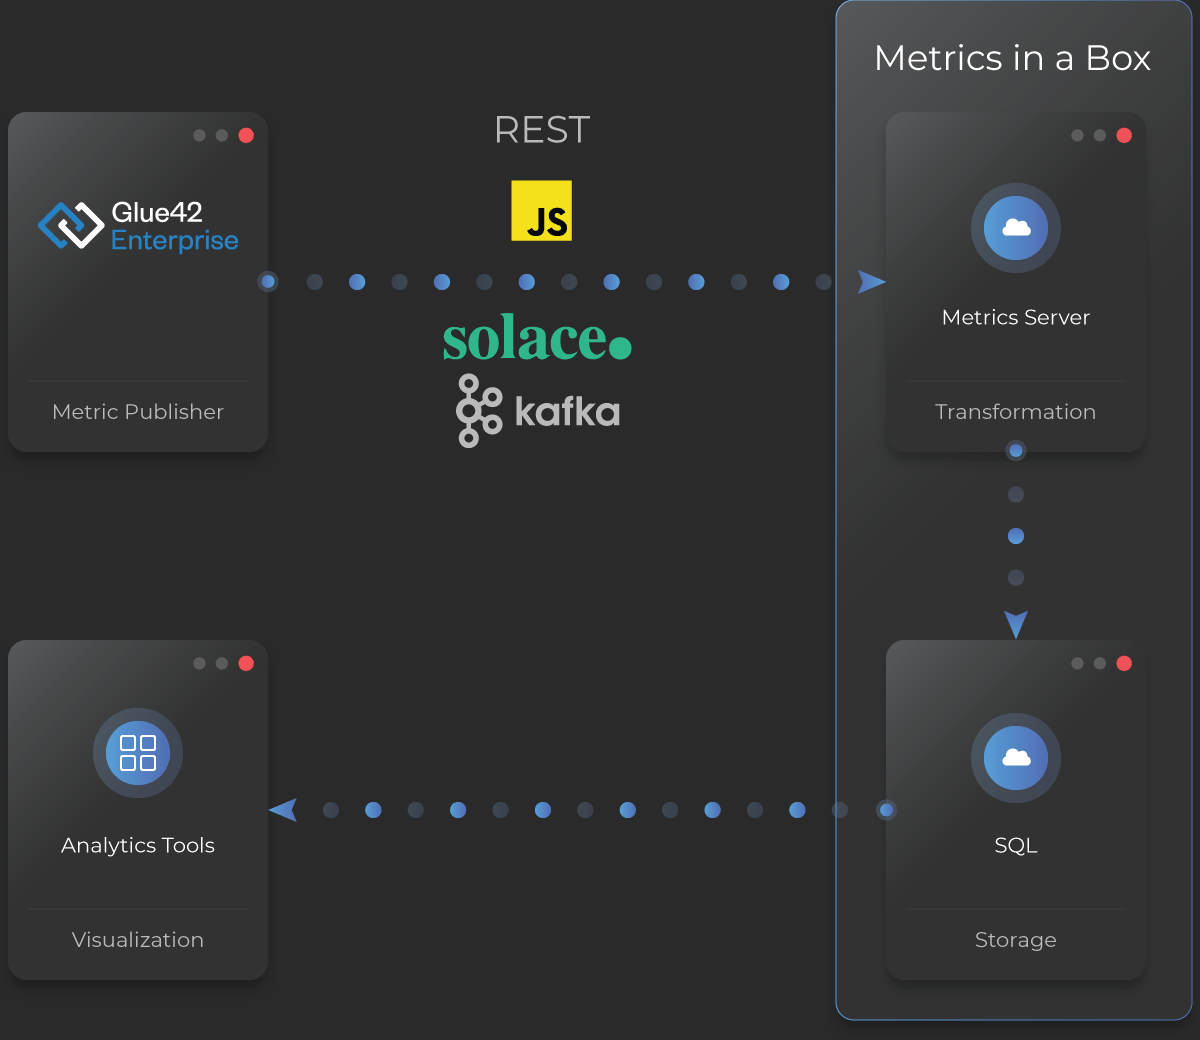 Metrics in a Box
Glue42
Enterprise
Metric Publisher
REST
JS
solace.
kafka
Metrics Server
Transformation
Analytics Tools
Visualization
SQL
Storage